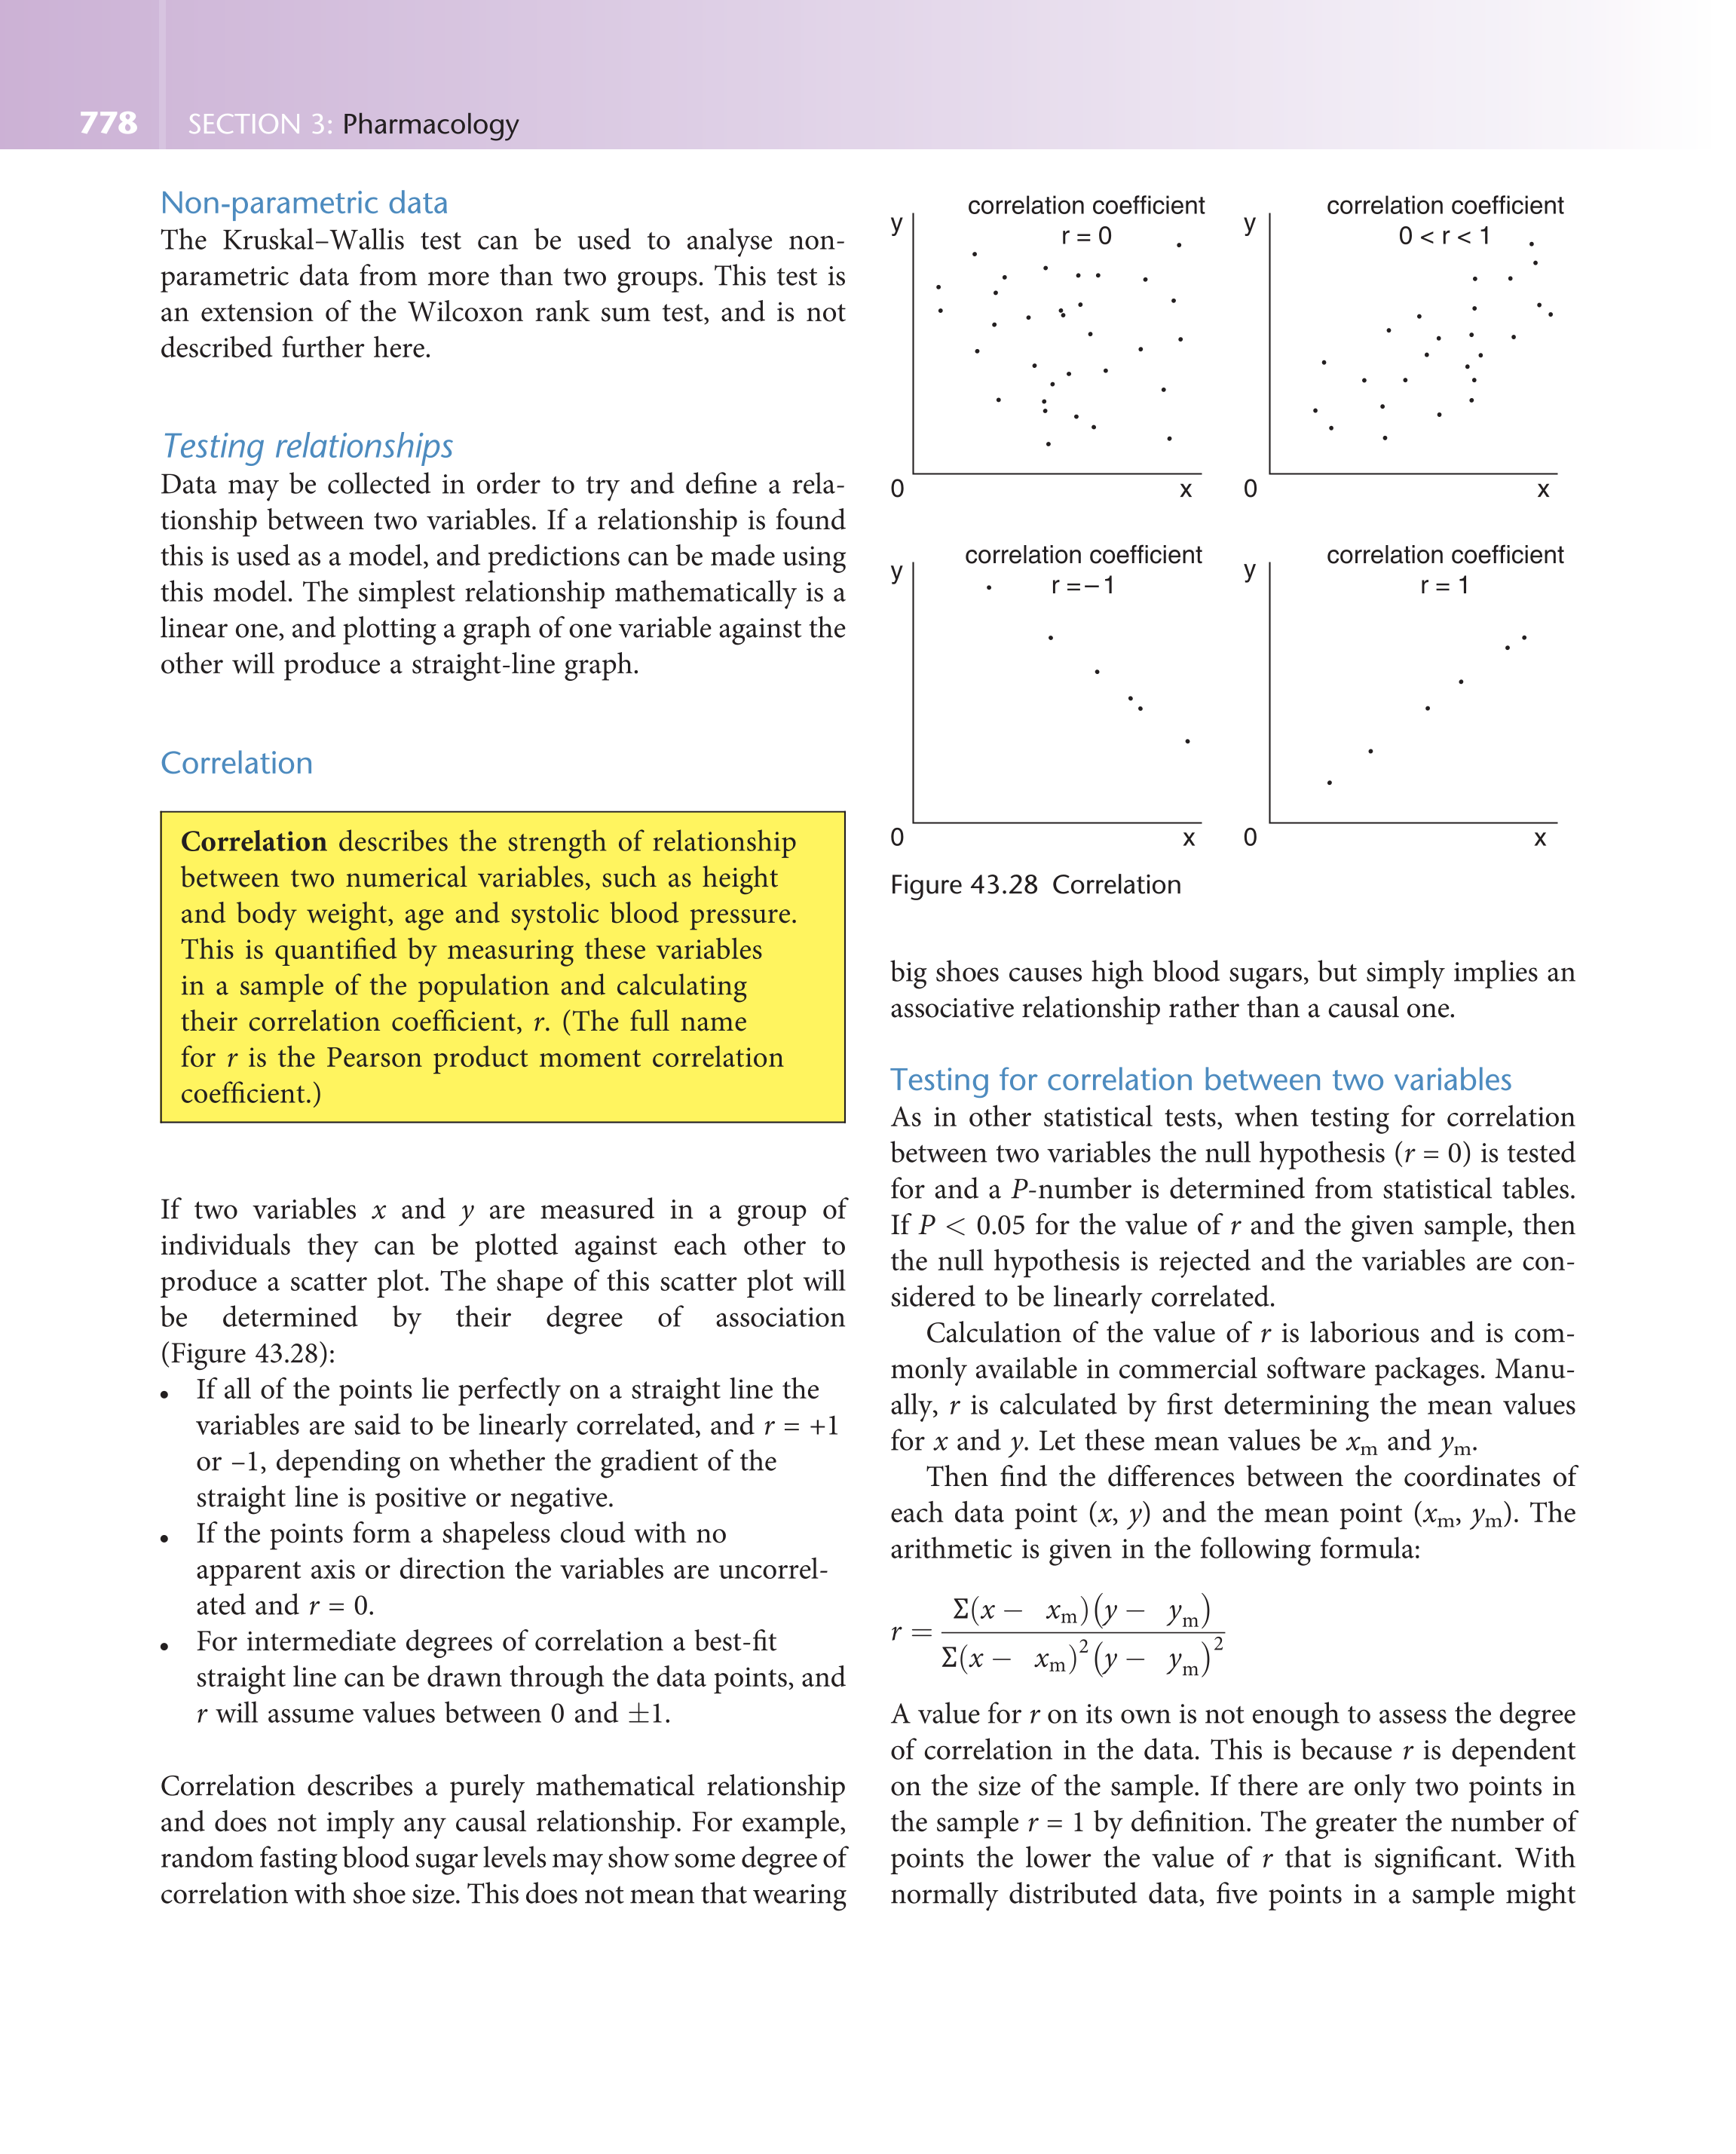 778 SECTION 3: Pharmacology
Non-parametric data
The Kruskal–Wallis test can be used to analyse non-
parametric data from more than two groups. This test is
an extension of the Wilcoxon rank sum test, and is not
described further here.
Testing relationships
Data may be collected in order to try and define a rela-
tionship between two variables. If a relationship is found
this is used as a model, and predictions can be made using
this model. The simplest relationship mathematically is a
linear one, and plotting a graph of one variable against the
other will produce a straight-line graph.
Correlation
Correlation describes the strength of relationship
between two numerical variables, such as height
and body weight, age and systolic blood pressure.
This is quantified by measuring these variables
in a sample of the population and calculating
their correlation coefficient, r. (The full name
for r is the Pearson product moment correlation
coefficient.)
If two variables x and y are measured in a group of
individuals they can be plotted against each other to
produce a scatter plot. The shape of this scatter plot will
be determined by their degree of association
(Figure 43.28):
• If all of the points lie perfectly on a straight line the
variables are said to be linearly correlated, and r = +1
or –1, depending on whether the gradient of the
straight line is positive or negative.
• If the points form a shapeless cloud with no
apparent axis or direction the variables are uncorrel-
ated and r = 0.
• For intermediate degrees of correlation a best-fit
straight line can be drawn through the data points, and
r will assume values between 0 and ±1.
Correlation describes a purely mathematical relationship
and does not imply any causal relationship. For example,
random fasting blood sugar levels may show some degree of
correlation with shoe size. This does not mean that wearing
correlation coefficient
y
r = 0
0 x
correlation coefficient
y
0 < r < 1
0 x
correlation coefficient
y
r = – 1
0 x
correlation coefficient
y
r = 1
0 x
Figure 43.28 Correlation
big shoes causes high blood sugars, but simply implies an
associative relationship rather than a causal one.
Testing for correlation between two variables
As in other statistical tests, when testing for correlation
between two variables the null hypothesis (r = 0) is tested
for and a P-number is determined from statistical tables.
If P < 0.05 for the value of r and the given sample, then
the null hypothesis is rejected and the variables are con-
sidered to be linearly correlated.
Calculation of the value of r is laborious and is com-
monly available in commercial software packages. Manu-
ally, r is calculated by first determining the mean values
for x and y. Let these mean values be xₘ and yₘ.
Then find the differences between the coordinates of
each data point (x, y) and the mean point (xₘ, yₘ). The
arithmetic is given in the following formula:
r = Σ(x − xₘ)(y − yₘ) / Σ(x − xₘ)²(y − yₘ)²
A value for r on its own is not enough to assess the degree
of correlation in the data. This is because r is dependent
on the size of the sample. If there are only two points in
the sample r = 1 by definition. The greater the number of
points the lower the value of r that is significant. With
normally distributed data, five points in a sample might